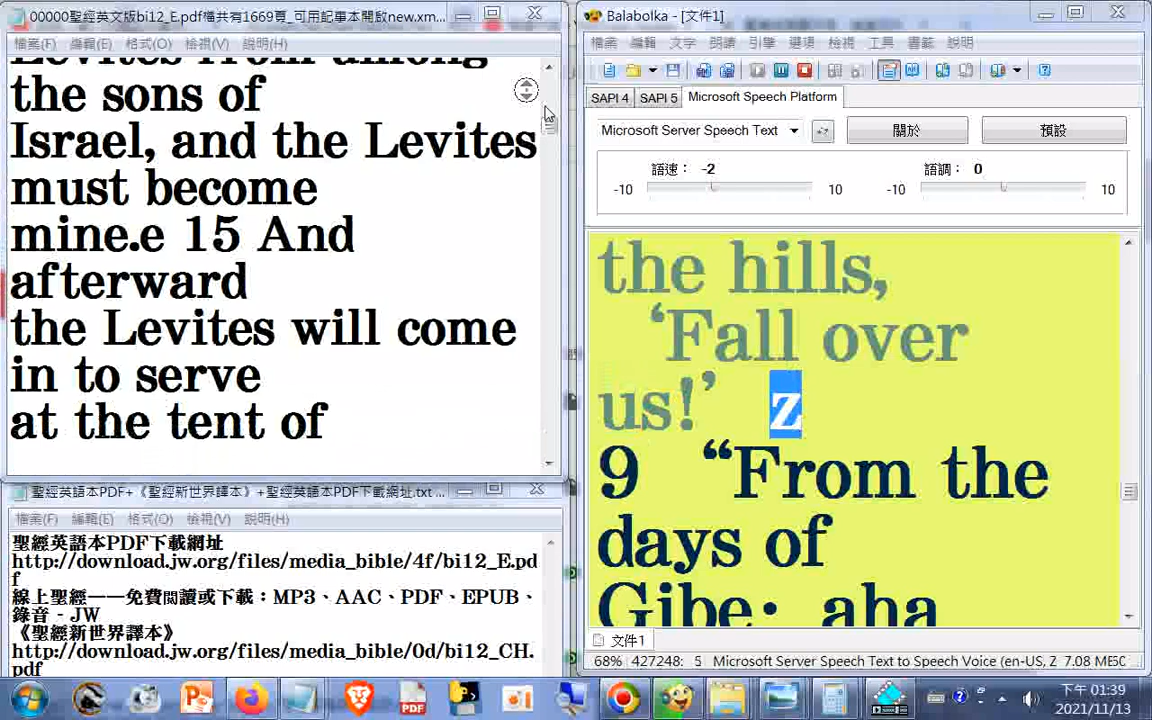 00000聖經英文版bi12_E.pdf檔共有1669頁_可用記事本開啟new.xm...
檔案(F) 編輯(E) 格式(O) 檢視(V) 說明(H)
Levites from among
the sons of
Israel, and the Levites
must become
mine.e 15 And
afterward
the Levites will come
in to serve
at the tent of
聖經英語本PDF+《聖經新世界譯本》+聖經英語本PDF下載網址.txt ...
檔案(F) 編輯(E) 格式(O) 檢視(V) 說明(H)
聖經英語本PDF下載網址
http://download.jw.org/files/media_bible/4f/bi12_E.pd
f
線上聖經——免費閱讀或下載：MP3、AAC、PDF、EPUB、
錄音 - JW
《聖經新世界譯本》
http://download.jw.org/files/media_bible/0d/bi12_CH.
pdf
Balabolka - [文件1]
檔案 編輯 文字 朗讀 引擎 選項 檢視 工具 書籤 說明
SAPI 4 SAPI 5 Microsoft Speech Platform
Microsoft Server Speech Text 關於 預設
語速： -2 語調： 0
-10 10 -10 10
the hills,
‘Fall over
us!’ z
9 “From the
days of
Gibe·aha
文件1
68% 427248: 5 Microsoft Server Speech Text to Speech Voice (en-US, Z 7.08 МБ
PDF
下午 01:39
2021/11/13